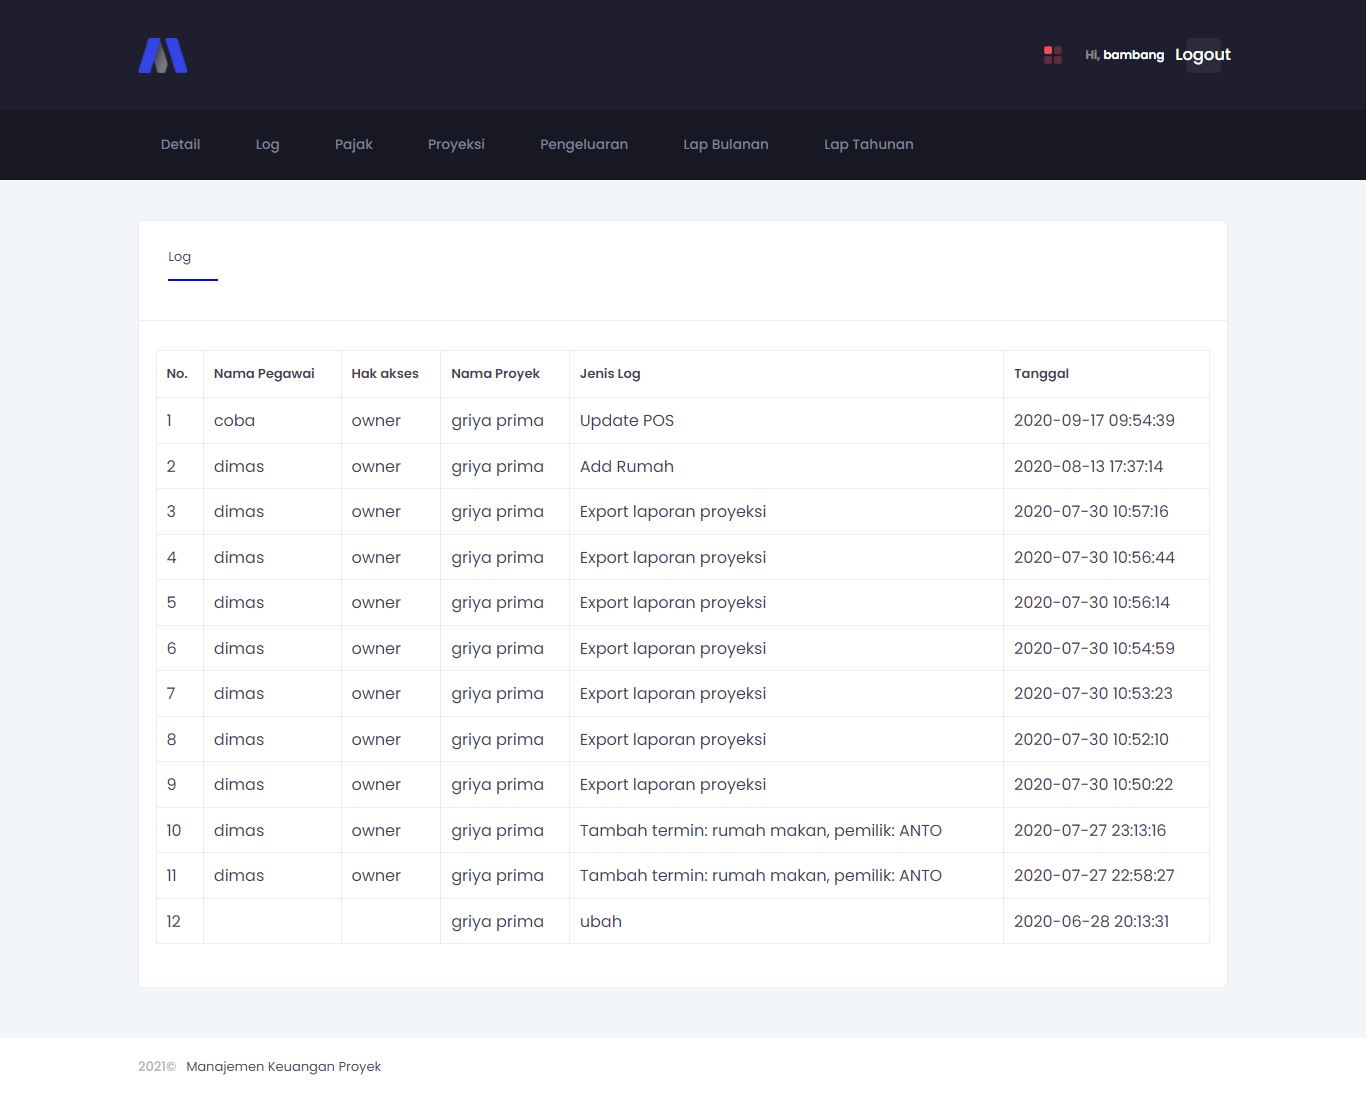 Hi, bambang Logout
Detail Log Pajak Proyeksi Pengeluaran Lap Bulanan Lap Tahunan
Log
No. Nama Pegawai Hak akses Nama Proyek Jenis Log Tanggal
1 coba owner griya prima Update POS 2020-09-17 09:54:39
2 dimas owner griya prima Add Rumah 2020-08-13 17:37:14
3 dimas owner griya prima Export laporan proyeksi 2020-07-30 10:57:16
4 dimas owner griya prima Export laporan proyeksi 2020-07-30 10:56:44
5 dimas owner griya prima Export laporan proyeksi 2020-07-30 10:56:14
6 dimas owner griya prima Export laporan proyeksi 2020-07-30 10:54:59
7 dimas owner griya prima Export laporan proyeksi 2020-07-30 10:53:23
8 dimas owner griya prima Export laporan proyeksi 2020-07-30 10:52:10
9 dimas owner griya prima Export laporan proyeksi 2020-07-30 10:50:22
10 dimas owner griya prima Tambah termin: rumah makan, pemilik: ANTO 2020-07-27 23:13:16
11 dimas owner griya prima Tambah termin: rumah makan, pemilik: ANTO 2020-07-27 22:58:27
12 griya prima ubah 2020-06-28 20:13:31
2021© Manajemen Keuangan Proyek